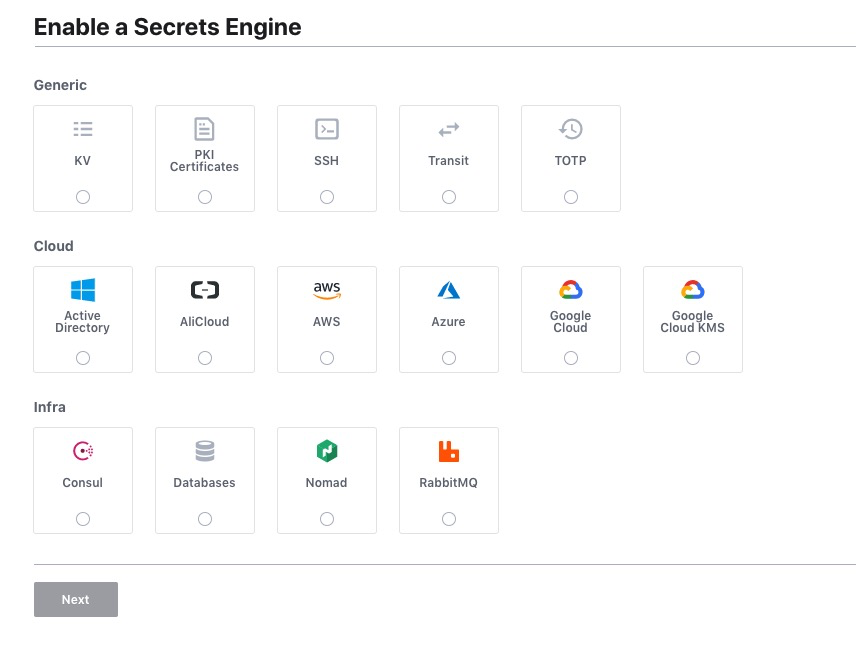 Enable a Secrets Engine
Generic
KV
PKI
Certificates
SSH
Transit
TOTP
Cloud
Active
Directory
AliCloud
aws
AWS
Azure
Google
Cloud
Google
Cloud KMS
Infra
Consul
Databases
Nomad
RabbitMQ
Next